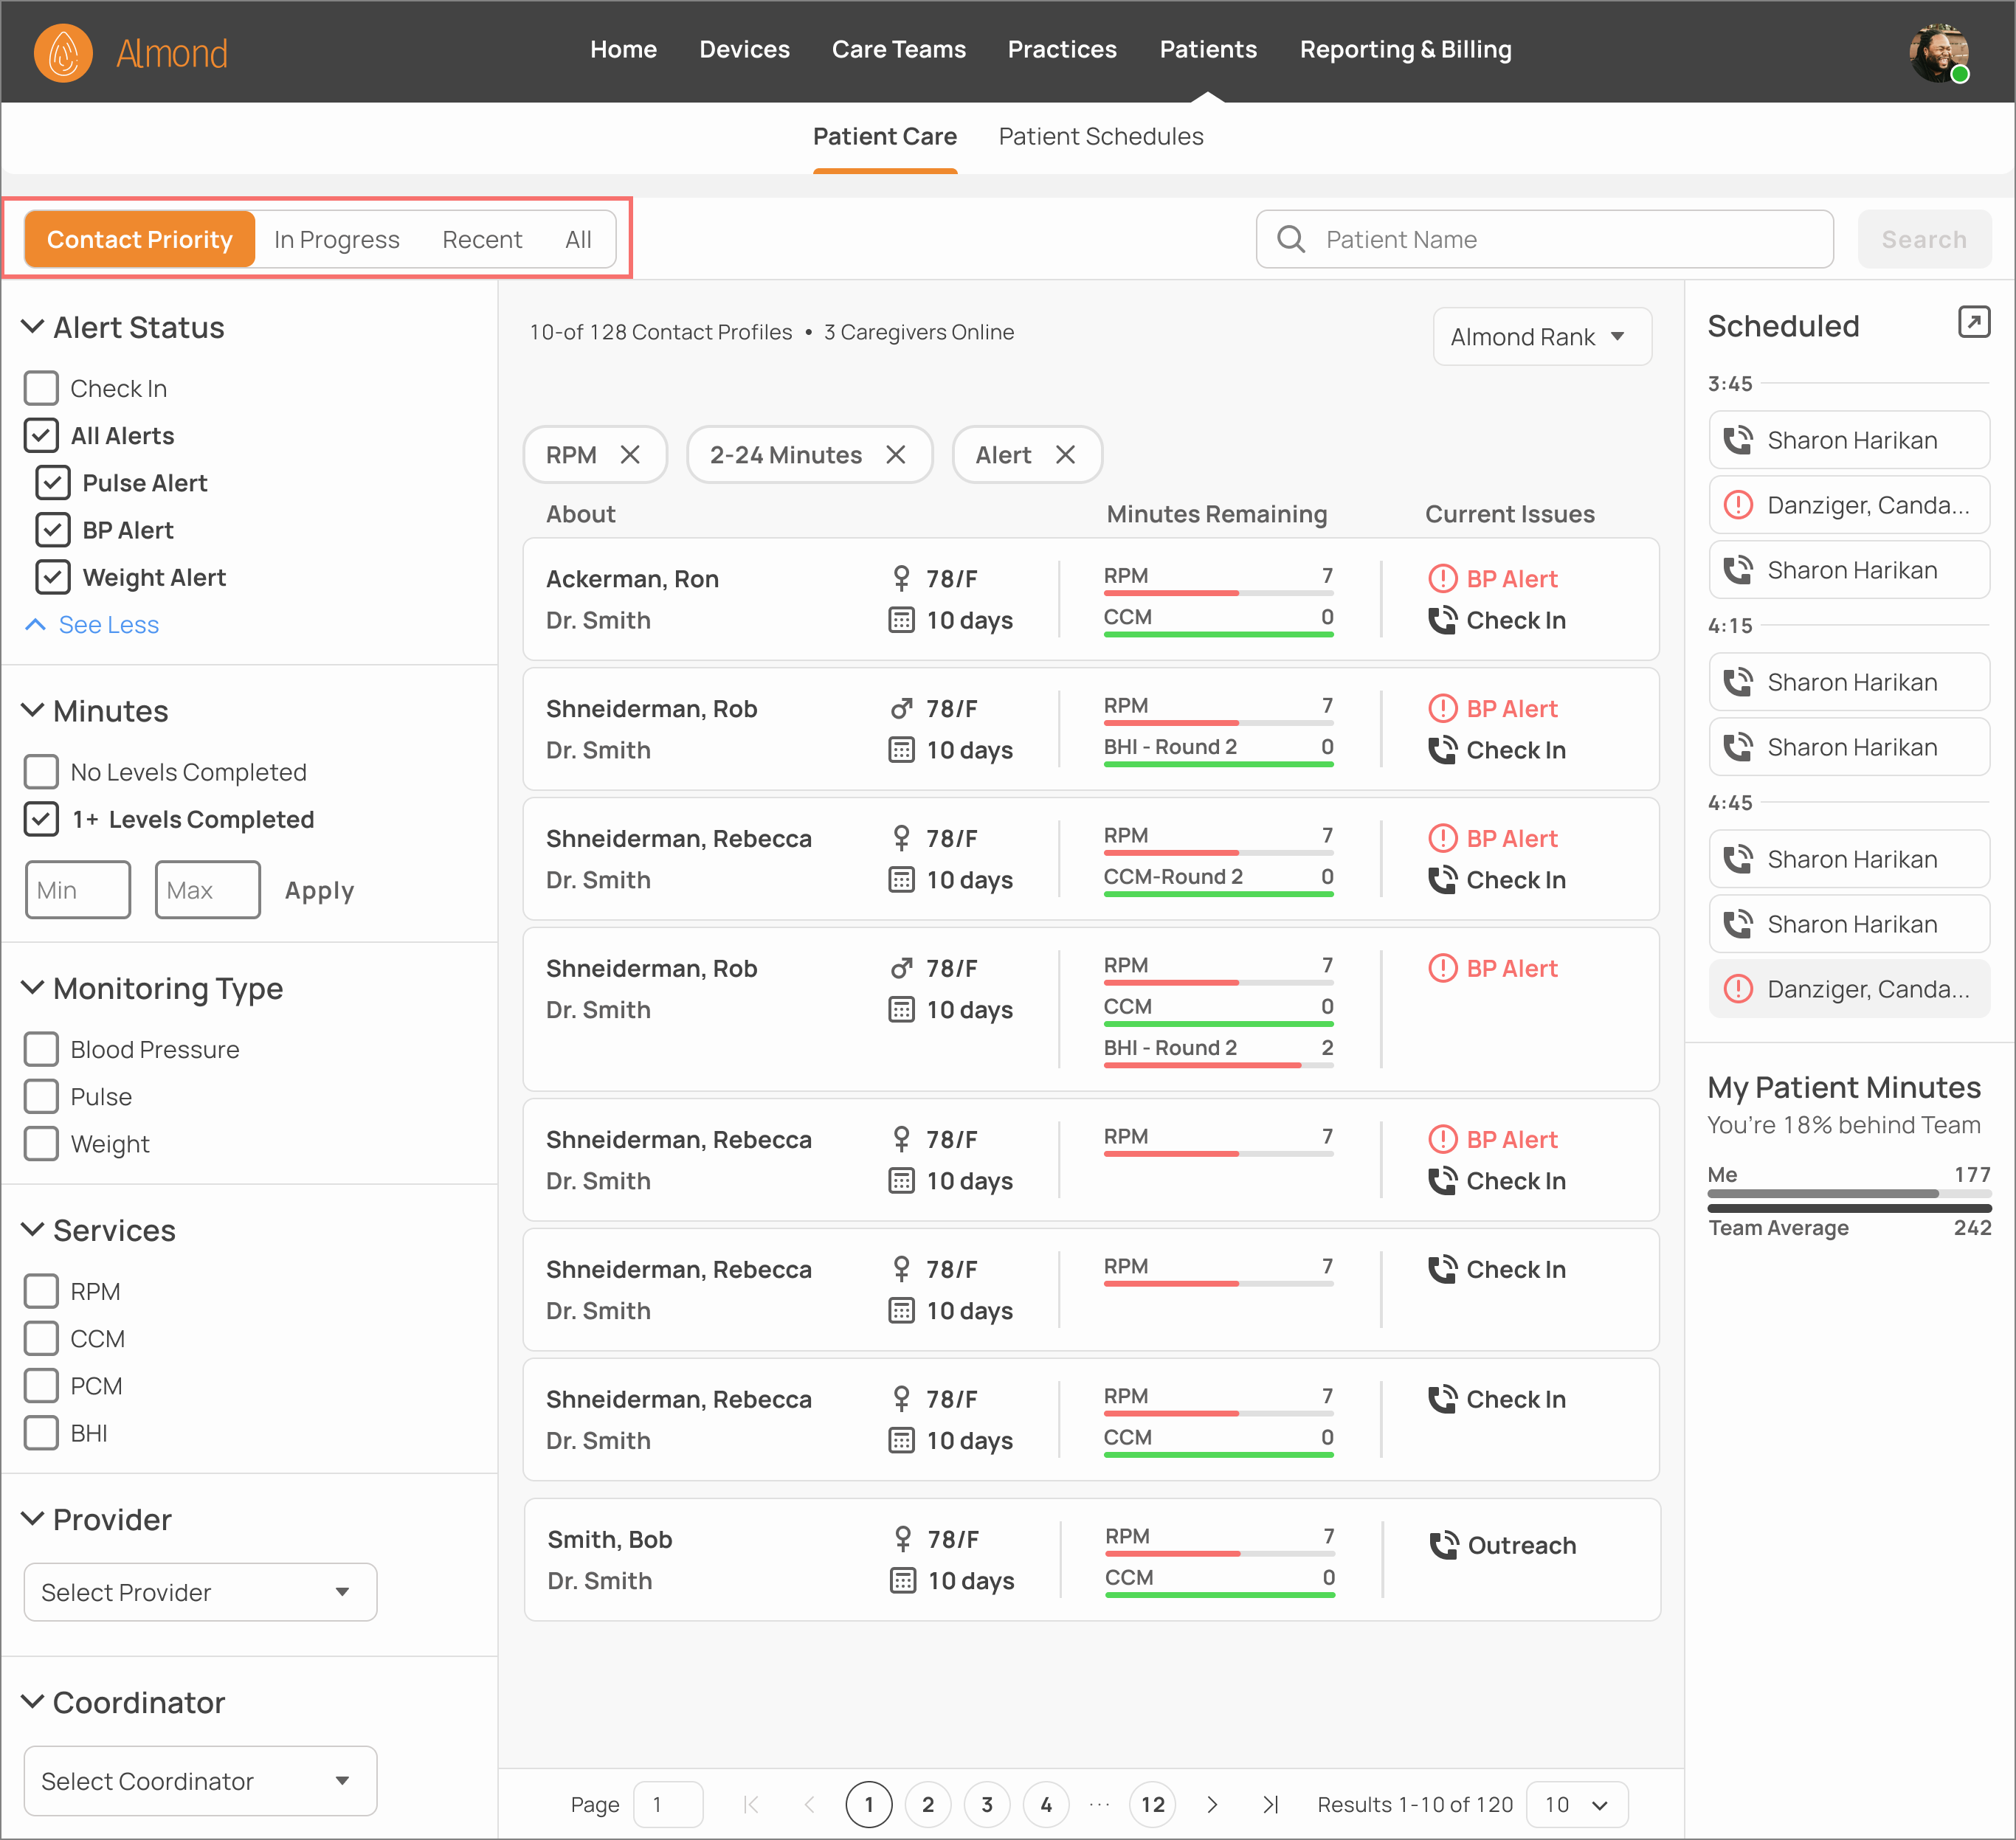 Almond
Home Devices Care Teams Practices Patients Reporting & Billing
Patient Care Patient Schedules
Contact Priority In Progress Recent All
Patient Name
Search
Alert Status
Check In
All Alerts
Pulse Alert
BP Alert
Weight Alert
See Less
Minutes
No Levels Completed
1+ Levels Completed
Min Max Apply
Monitoring Type
Blood Pressure
Pulse
Weight
Services
RPM
CCM
PCM
BHI
Provider
Select Provider
Coordinator
Select Coordinator
10-of 128 Contact Profiles • 3 Caregivers Online
Almond Rank
RPM 2-24 Minutes Alert
About Minutes Remaining Current Issues
Ackerman, Ron 78/F RPM 7 BP Alert
Dr. Smith 10 days CCM 0 Check In
Shneiderman, Rob 78/F RPM 7 BP Alert
Dr. Smith 10 days BHI - Round 2 0 Check In
Shneiderman, Rebecca 78/F RPM 7 BP Alert
Dr. Smith 10 days CCM-Round 2 0 Check In
Shneiderman, Rob 78/F RPM 7 BP Alert
Dr. Smith 10 days CCM 0
BHI - Round 2 2
Shneiderman, Rebecca 78/F RPM 7 BP Alert
Dr. Smith 10 days Check In
Shneiderman, Rebecca 78/F RPM 7 Check In
Dr. Smith 10 days
Shneiderman, Rebecca 78/F RPM 7 Check In
Dr. Smith 10 days CCM 0
Smith, Bob 78/F RPM 7 Outreach
Dr. Smith 10 days CCM 0
Page 1 1 2 3 4 ... 12 Results 1-10 of 120 10
Scheduled
3:45
Sharon Harikan
Danziger, Canda...
Sharon Harikan
4:15
Sharon Harikan
Sharon Harikan
4:45
Sharon Harikan
Sharon Harikan
Danziger, Canda...
My Patient Minutes
You're 18% behind Team
Me 177
Team Average 242